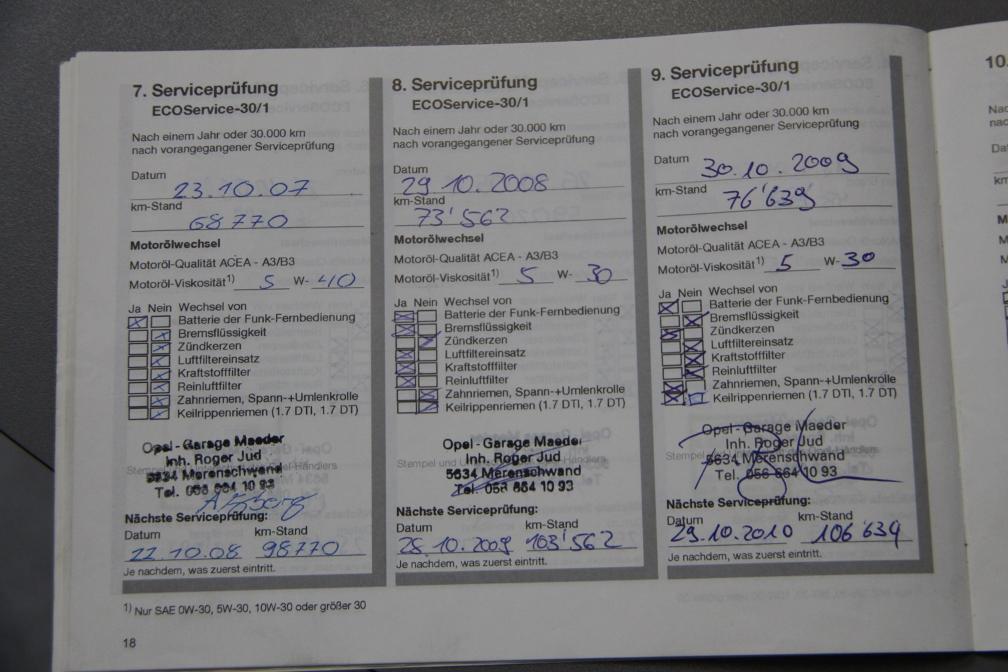 7. Serviceprüfung
ECOService-30/1
Nach einem Jahr oder 30.000 km
nach vorangegangener Serviceprüfung
Datum
23.10.07
km-Stand
68770
Motorölwechsel
Motoröl-Qualität ACEA - A3/B3
Motoröl-Viskosität1) 5 W- 40
Ja Nein Wechsel von
Batterie der Funk-Fernbedienung
Bremsflüssigkeit
Zündkerzen
Luftfiltereinsatz
Kraftstofffilter
Reinluftfilter
Zahnriemen, Spann-+Umlenkrolle
Keilrippenriemen (1.7 DTI, 1.7 DT)
Opel - Garage Maeder
Inh. Roger Jud
5634 Merenschwand
Tel. 056 664 10 93
Nächste Serviceprüfung:
Datum km-Stand
22.10.08 98770
Je nachdem, was zuerst eintritt.
8. Serviceprüfung
ECOService-30/1
Nach einem Jahr oder 30.000 km
nach vorangegangener Serviceprüfung
Datum
29.10.2008
km-Stand
73'562
Motorölwechsel
Motoröl-Qualität ACEA - A3/B3
Motoröl-Viskosität1) 5 W- 30
Ja Nein Wechsel von
Batterie der Funk-Fernbedienung
Bremsflüssigkeit
Zündkerzen
Luftfiltereinsatz
Kraftstofffilter
Reinluftfilter
Zahnriemen, Spann-+Umlenkrolle
Keilrippenriemen (1.7 DTI, 1.7 DT)
Opel - Garage Maeder
Inh. Roger Jud
Stempel und
5634 Merenschwand
Tel. 056 664 10 93
Nächste Serviceprüfung:
Datum km-Stand
28.10.2009 103'562
Je nachdem, was zuerst eintritt.
9. Serviceprüfung
ECOService-30/1
Nach einem Jahr oder 30.000 km
nach vorangegangener Serviceprüfung
Datum
30.10.2009
km-Stand
76'639
Motorölwechsel
Motoröl-Qualität ACEA - A3/B3
Motoröl-Viskosität1) 5 W- 30
Ja Nein Wechsel von
Batterie der Funk-Fernbedienung
Bremsflüssigkeit
Zündkerzen
Luftfiltereinsatz
Kraftstofffilter
Reinluftfilter
Zahnriemen, Spann-+Umlenkrolle
Keilrippenriemen (1.7 DTI, 1.7 DT)
Opel - Garage Maeder
Inh. Roger Jud
5634 Merenschwand
Tel. 056 664 10 93
Nächste Serviceprüfung:
Datum km-Stand
29.10.2010 106639
Je nachdem, was zuerst eintritt.
1) Nur SAE 0W-30, 5W-30, 10W-30 oder größer 30
18
10.